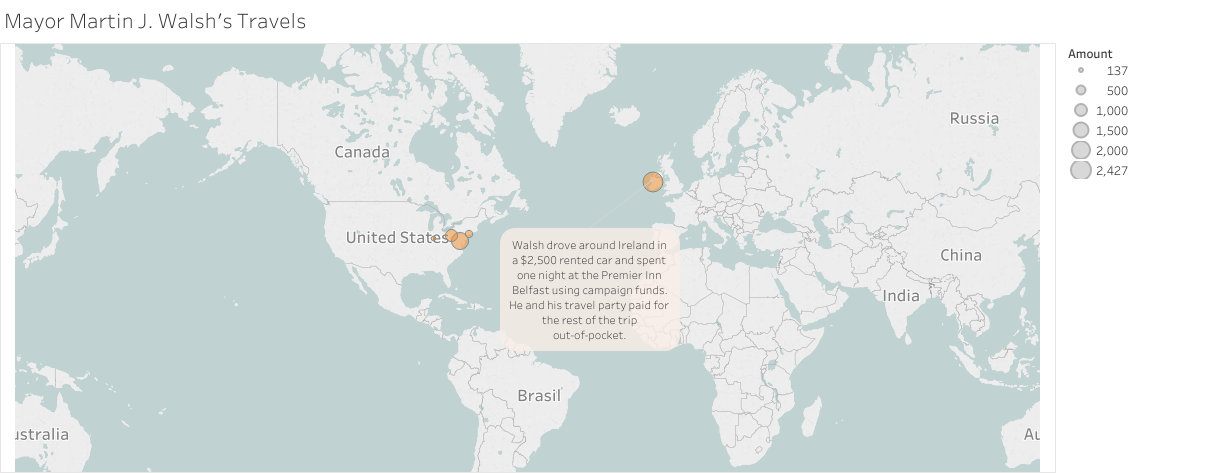 Mayor Martin J. Walsh's Travels
Amount
137
500
1,000
1,500
2,000
2,427
Russia
Canada
United States
China
India
Walsh drove around Ireland in
a $2,500 rented car and spent
one night at the Premier Inn
Belfast using campaign funds.
He and his travel party paid for
the rest of the trip
out-of-pocket.
Brasil
ustralia
Au